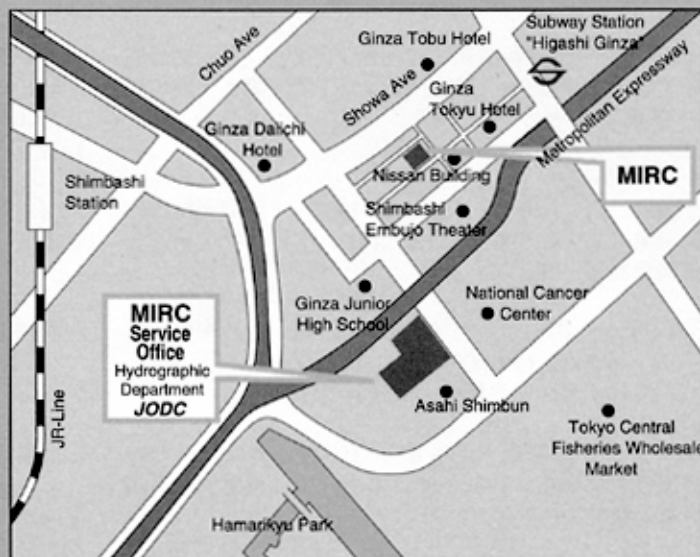 Subway Station
"Higashi Ginza"
Chuo Ave
Ginza Tobu Hotel
Showa Ave
Ginza
Tokyu Hotel
Metropolitan Expressway
Ginza Daiichi
Hotel
Nissan Building
MIRC
Shimbashi
Station
Shimbashi
Embujo Theater
MIRC
Service
Office
Hydrographic
Department
JODC
Ginza Junior
High School
National Cancer
Center
Asahi Shimbun
JR-Line
Tokyo Central
Fisheries Wholesale
Market
Hamarikyu Park